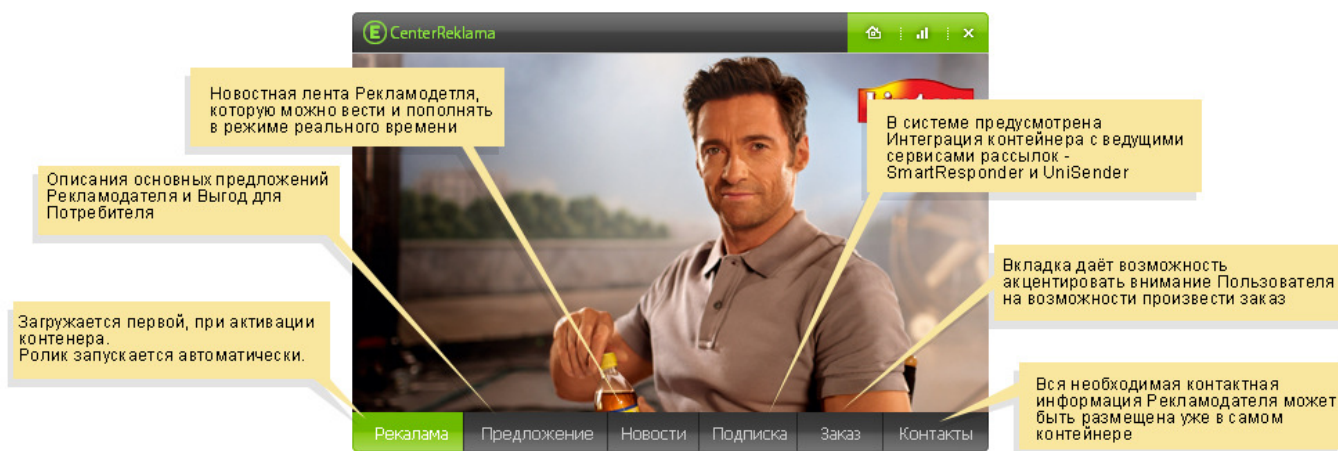 E CenterReklama
Новостная лента Рекламодетля,
которую можно вести и пополнять
в режиме реального времени
В системе предусмотрена
Интеграция контейнера с ведущими
сервисами рассылок -
SmartResponder и UniSender
Описания основных предложений
Рекламодателя и Выгод для
Потребителя
Вкладка даёт возможность
акцентировать внимание Пользователя
на возможности произвести заказ
Загружается первой, при активации
контенера.
Ролик запускается автоматически.
Вся необходимая контактная
информация Рекламодателя может
быть размещена уже в самом
контейнере
Рекалама Предложение Новости Подписка Заказ Контакты